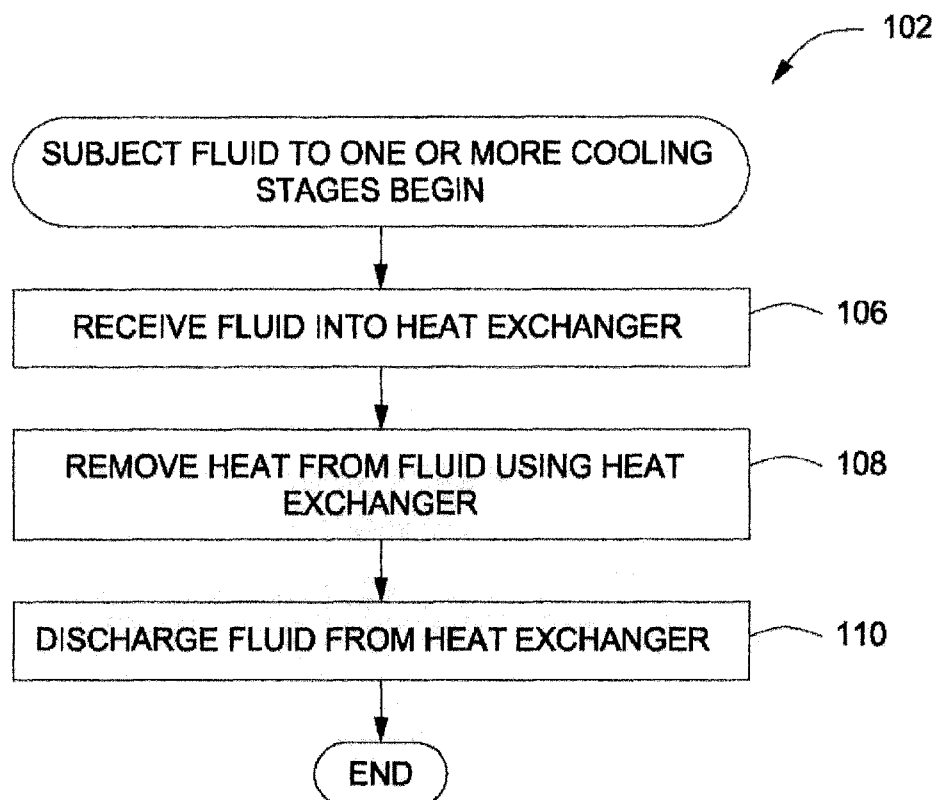 102
SUBJECT FLUID TO ONE OR MORE COOLING
STAGES BEGIN
RECEIVE FLUID INTO HEAT EXCHANGER
106
REMOVE HEAT FROM FLUID USING HEAT
EXCHANGER
108
DISCHARGE FLUID FROM HEAT EXCHANGER
110
END